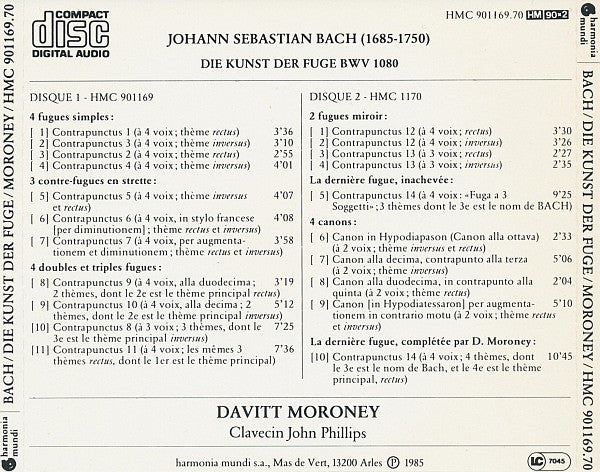 COMPACT
disc
DIGITAL AUDIO
HMC 901169.70 HM 90•2
JOHANN SEBASTIAN BACH (1685-1750)
DIE KUNST DER FUGE BWV 1080
DISQUE 1 - HMC 901169
4 fugues simples :
[ 1] Contrapunctus 1 (à 4 voix ; thème rectus) 3'36
[ 2] Contrapunctus 3 (à 4 voix ; thème inversus) 3'10
[ 3] Contrapunctus 2 (à 4 voix ; thème rectus) 2'55
[ 4] Contrapunctus 4 (à 4 voix ; thème inversus) 4'01
3 contre-fugues en strette :
[ 5] Contrapunctus 5 (à 4 voix ; thème inversus 4'07
et rectus)
[ 6] Contrapunctus 6 (à 4 voix, in stylo francese 4'08
[per diminutionem] ; thème rectus et inversus)
[ 7] Contrapunctus 7 (à 4 voix, per augmenta- 3'58
tionem et diminutionem ; thème rectus et inversus)
4 doubles et triples fugues :
[ 8] Contrapunctus 9 (à 4 voix, alla duodecima ; 3'19
2 thèmes, dont le 2e est le thème principal rectus)
[ 9] Contrapunctus 10 (à 4 voix, alla decima ; 2 5'12
thèmes, dont le 2e est le thème principal inversus)
[10] Contrapunctus 8 (à 3 voix ; 3 thèmes, dont le 7'25
3e est le thème principal inversus)
[11] Contrapunctus 11 (à 4 voix ; les mêmes 3 7'36
thèmes rectus, dont le 1er est le thème principal)
DISQUE 2 - HMC 1170
2 fugues miroir :
[ 1] Contrapunctus 12 (à 4 voix ; rectus) 3'30
[ 2] Contrapunctus 12 (à 4 voix ; inversus) 3'26
[ 3] Contrapunctus 13 (à 3 voix ; rectus) 2'27
[ 4] Contrapunctus 13 (à 3 voix ; inversus) 2'35
La dernière fugue, inachevée :
[ 5] Contrapunctus 14 (à 4 voix : «Fuga a 3 9'25
Soggetti» ; 3 thèmes dont le 3e est le nom de BACH)
4 canons :
[ 6] Canon in Hypodiapason (Canon alla ottava) 2'33
(à 2 voix ; thème inversus et rectus)
[ 7] Canon alla decima, contrapunto alla terza 5'06
(à 2 voix ; thème inversus)
[ 8] Canon alla duodecima, in contrapunto alla 2'04
quinta (à 2 voix ; thème rectus)
[ 9] Canon [in Hypodiatessaron] per augmen- 5'10
tationem in contrario motu (à 2 voix ; thème rectus
et inversus)
La dernière fugue, complétée par D. Moroney :
[10] Contrapunctus 14 (à 4 voix ; 4 thèmes, dont 10'45
le 3e est le nom de Bach, et le 4e est le thème
principal, rectus)
DAVITT MORONEY
Clavecin John Phillips
harmonia mundi s.a., Mas de Vert, 13200 Arles Ⓟ 1985
LC 7045
harmonia
mundi
BACH/DIE KUNST DER FUGE/MORONEY/HMC 901169.70
harmonia
mundi
BACH/DIE KUNST DER FUGE/MORONEY/HMC 901169.70